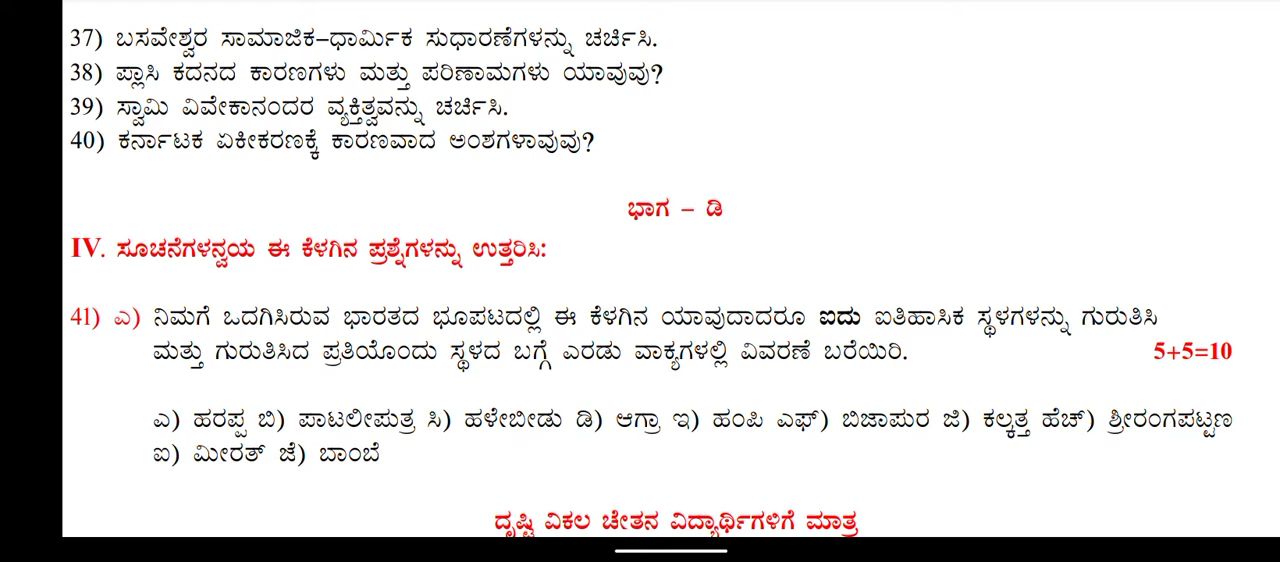 37) ಬಸವೇಶ್ವರ ಸಾಮಾಜಿಕ–ಧಾರ್ಮಿಕ ಸುಧಾರಣೆಗಳನ್ನು ಚರ್ಚಿಸಿ.
38) ಪ್ಲಾಸಿ ಕದನದ ಕಾರಣಗಳು ಮತ್ತು ಪರಿಣಾಮಗಳು ಯಾವುವು?
39) ಸ್ವಾಮಿ ವಿವೇಕಾನಂದರ ವ್ಯಕ್ತಿತ್ವವನ್ನು ಚರ್ಚಿಸಿ.
40) ಕರ್ನಾಟಕ ಏಕೀಕರಣಕ್ಕೆ ಕಾರಣವಾದ ಅಂಶಗಳಾವುವು?
ಭಾಗ – ಡಿ
IV. ಸೂಚನೆಗಳನ್ವಯ ಈ ಕೆಳಗಿನ ಪ್ರಶ್ನೆಗಳನ್ನು ಉತ್ತರಿಸಿ:
41) ಎ) ನಿಮಗೆ ಒದಗಿಸಿರುವ ಭಾರತದ ಭೂಪಟದಲ್ಲಿ ಈ ಕೆಳಗಿನ ಯಾವುದಾದರೂ ಐದು ಐತಿಹಾಸಿಕ ಸ್ಥಳಗಳನ್ನು ಗುರುತಿಸಿ
ಮತ್ತು ಗುರುತಿಸಿದ ಪ್ರತಿಯೊಂದು ಸ್ಥಳದ ಬಗ್ಗೆ ಎರಡು ವಾಕ್ಯಗಳಲ್ಲಿ ವಿವರಣೆ ಬರೆಯಿರಿ. 5+5=10
ಎ) ಹರಪ್ಪ ಬಿ) ಪಾಟಲೀಪುತ್ರ ಸಿ) ಹಳೇಬೀಡು ಡಿ) ಆಗ್ರಾ ಇ) ಹಂಪಿ ಎಫ್) ಬಿಜಾಪುರ ಜಿ) ಕಲ್ಕತ್ತ ಹೆಚ್) ಶ್ರೀರಂಗಪಟ್ಟಣ
ಐ) ಮೀರತ್ ಜೆ) ಬಾಂಬೆ
ದೃಷ್ಟಿ ವಿಕಲ ಚೇತನ ವಿದ್ಯಾರ್ಥಿಗಳಿಗೆ ಮಾತ್ರ